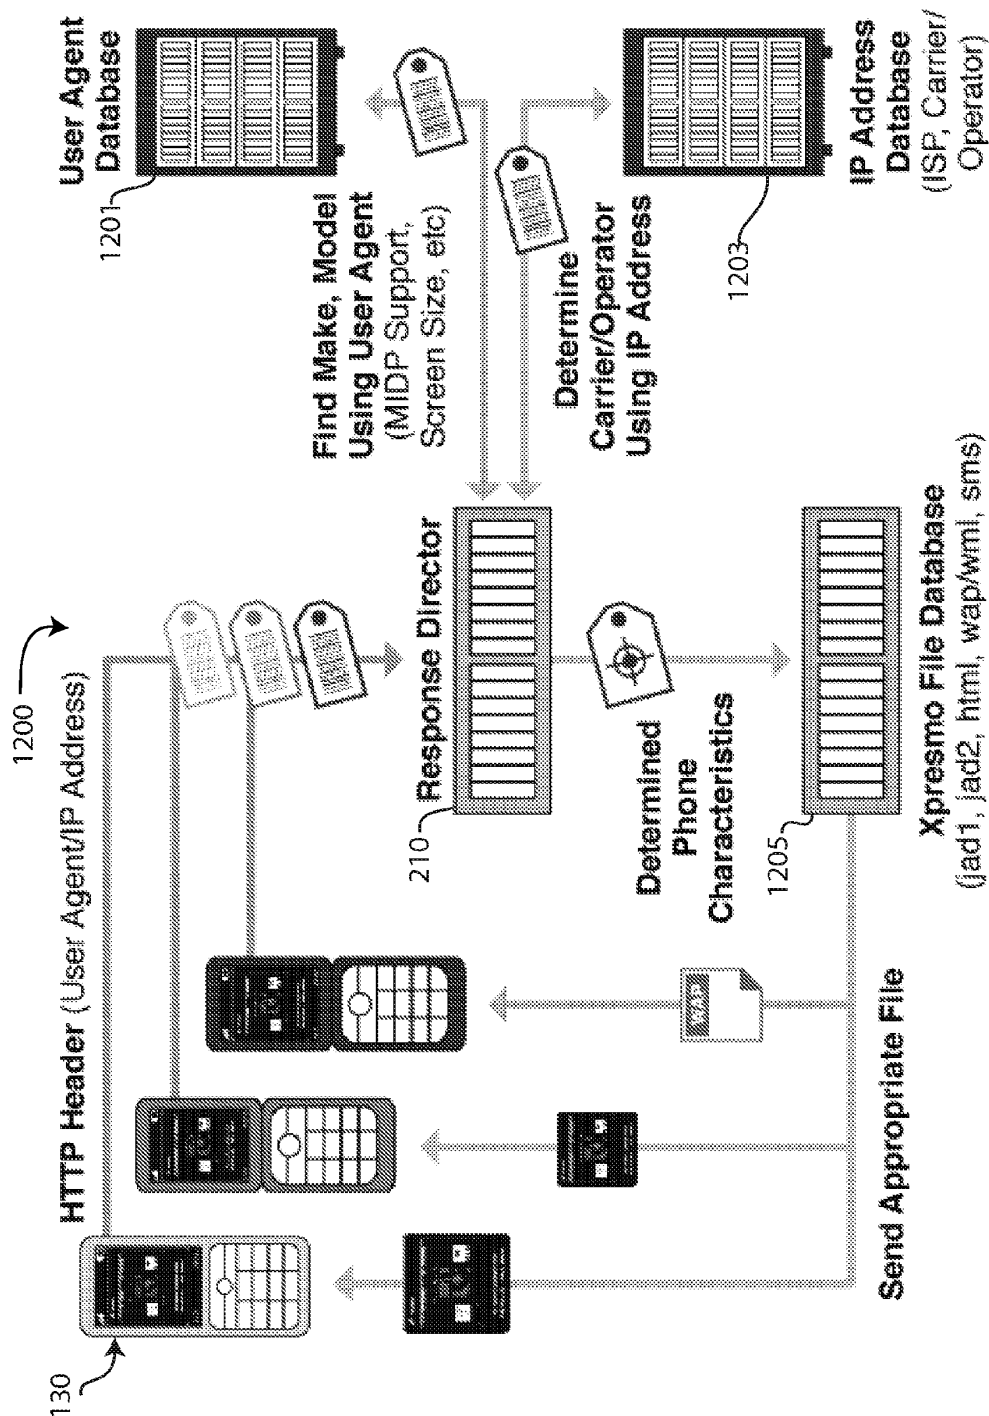 1200
HTTP Header (User Agent/IP Address)
130
User Agent
Database
1201
Find Make, Model
Using User Agent
(MIDP Support,
Screen Size, etc)
Response Director
210
Determine
Carrier/Operator
Using IP Address
1203
IP Address
Database
(ISP, Carrier/
Operator)
Determined
Phone
Characteristics
WAP
1205
Xpresmo File Database
(jad1, jad2, html, wap/wml, sms)
Send Appropriate File